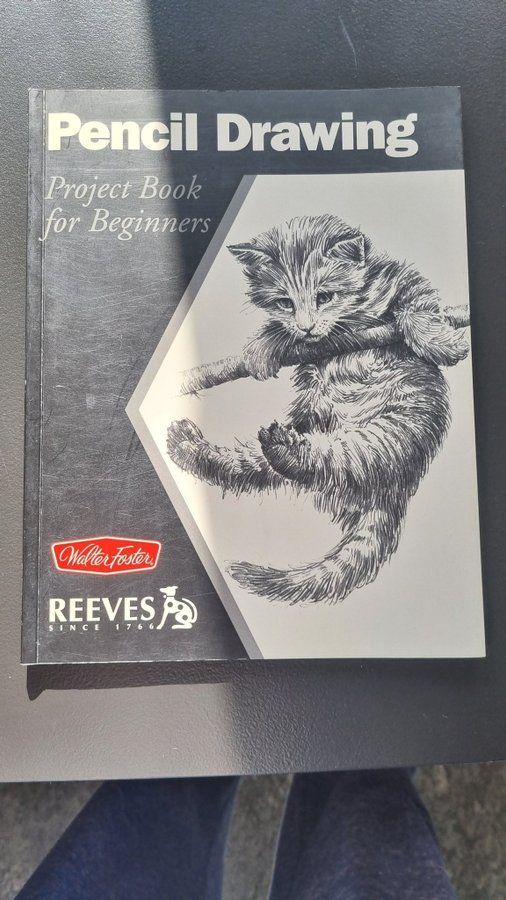 Pencil Drawing
Project Book
for Beginners
Walter Foster
REEVES
SINCE 1766